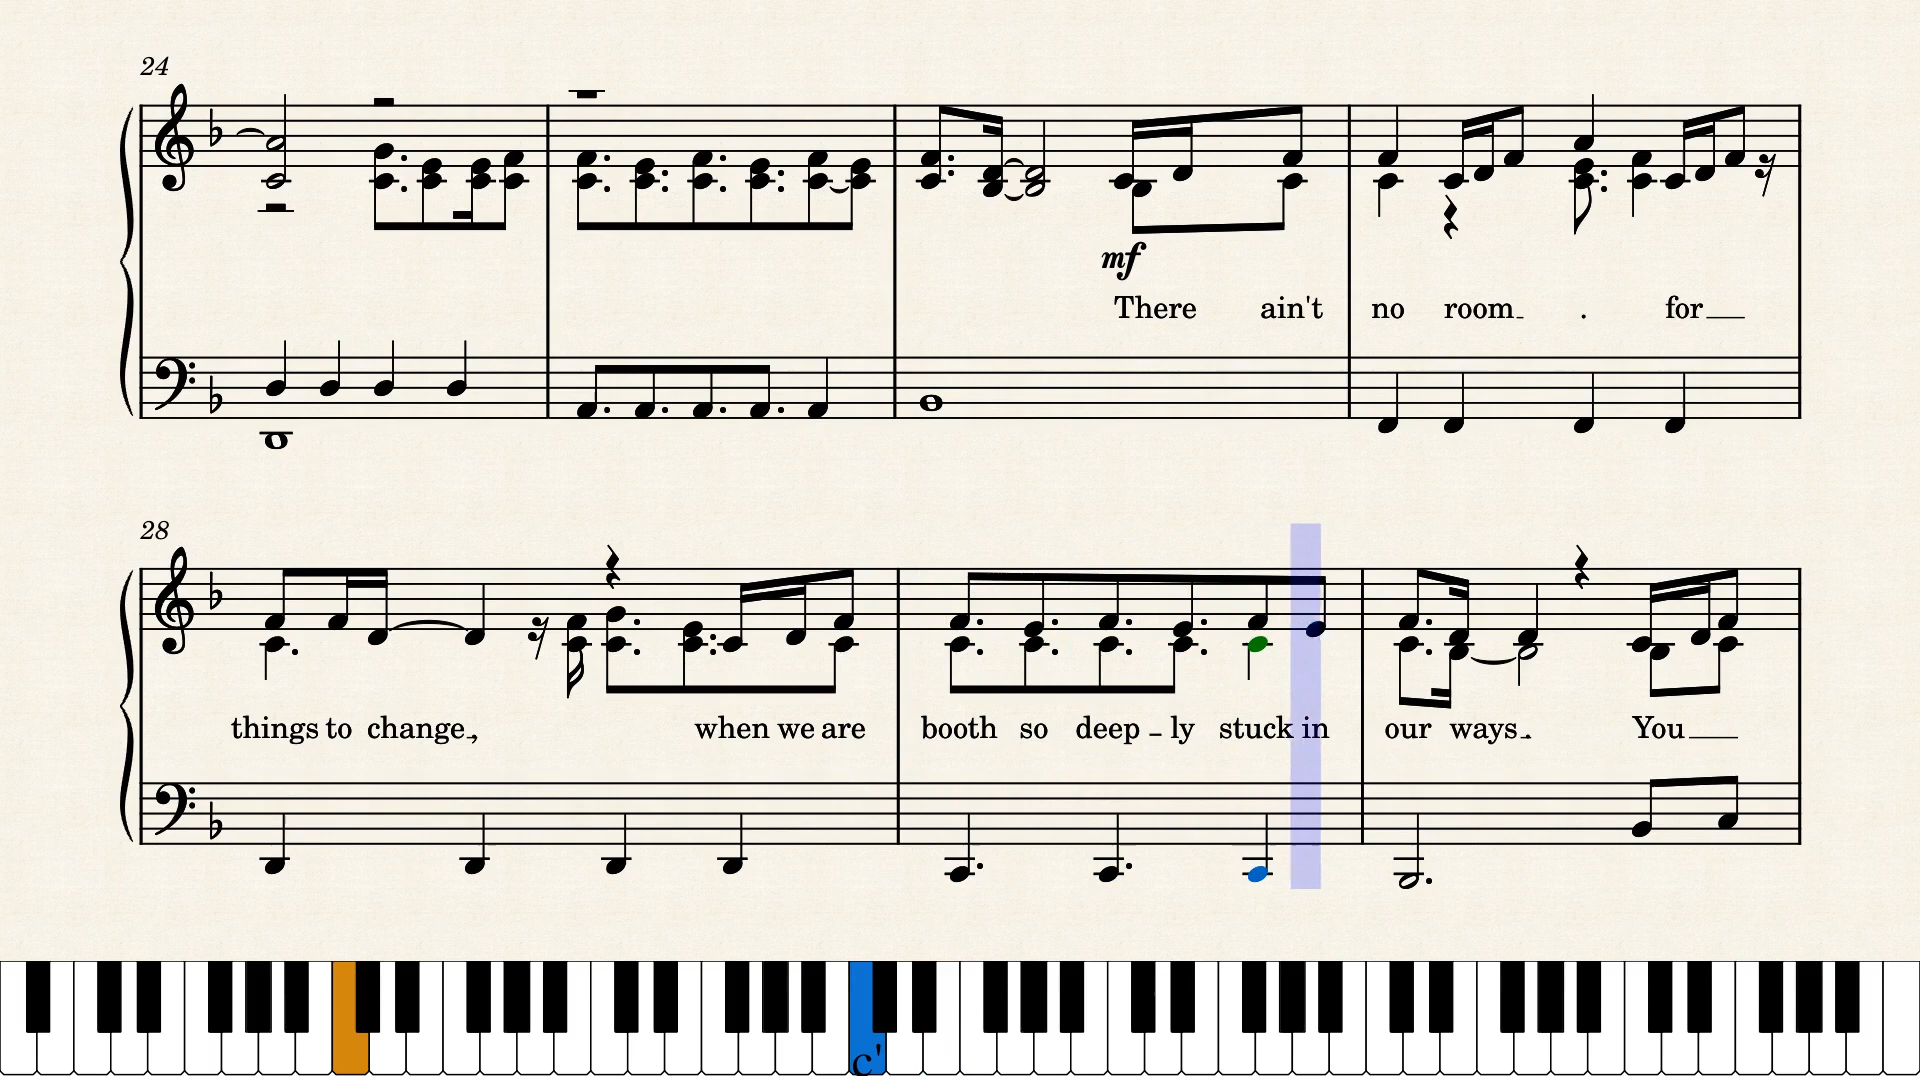 24
mf
There ain't no room . for
28
things to change, when we are booth so deep - ly stuck in our ways. You
c'